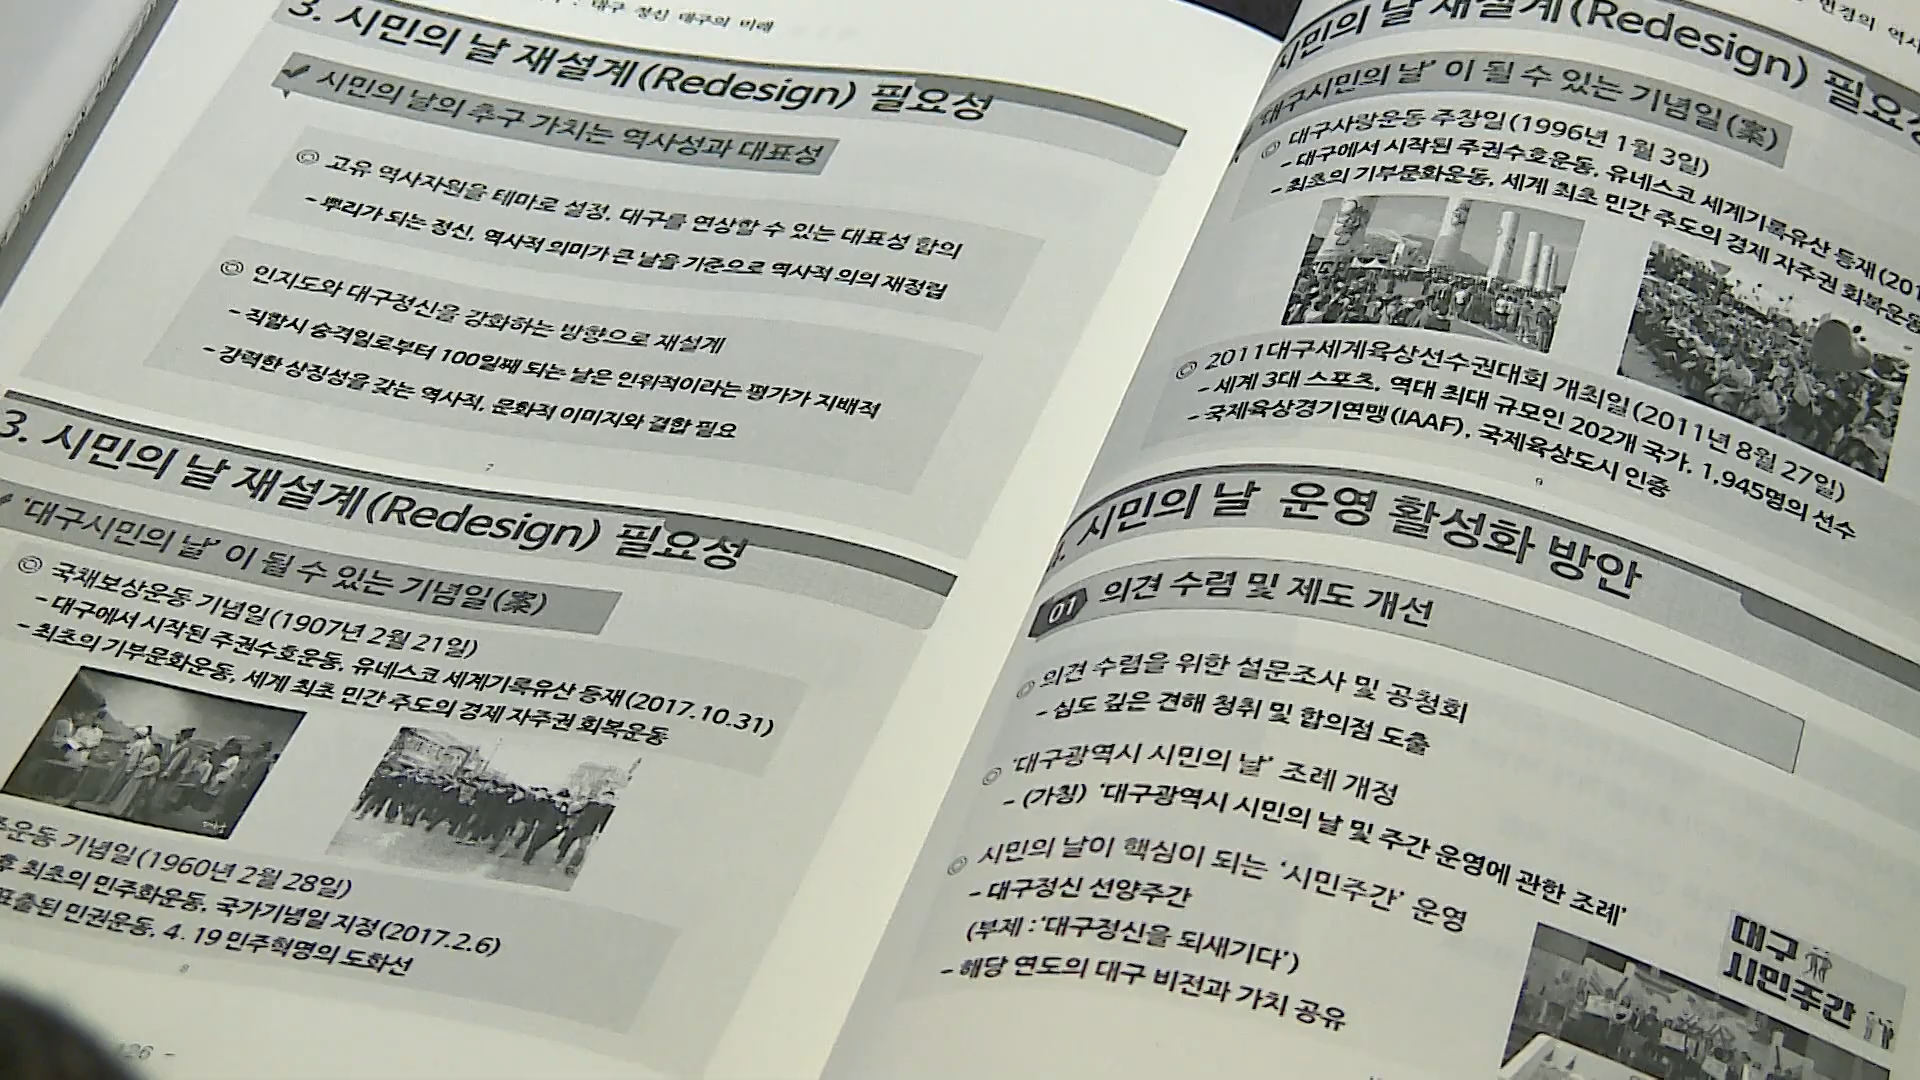 : 대구 정신 대구의 미래
3. 시민의 날 재설계(Redesign) 필요성
시민의 날의 추구 가치는 역사성과 대표성
◎ 고유 역사자원을 테마로 설정, 대구를 연상할 수 있는 대표성 함의
- 뿌리가 되는 정신, 역사적 의미가 큰 날을 기준으로 역사적 의의 재정립
◎ 인지도와 대구정신을 강화하는 방향으로 재설계
- 직할시 승격일로부터 100일째 되는 날은 인위적이라는 평가가 지배적
- 강력한 상징성을 갖는 역사적, 문화적 이미지와 결합 필요
7
3. 시민의 날 재설계(Redesign) 필요성
'대구시민의 날' 이 될 수 있는 기념일(案)
◎ 국채보상운동 기념일(1907년 2월 21일)
- 대구에서 시작된 주권수호운동, 유네스코 세계기록유산 등재(2017.10.31)
- 최초의 기부문화운동, 세계 최초 민간 주도의 경제 자주권 회복운동
운동 기념일(1960년 2월 28일)
후 최초의 민주화운동, 국가기념일 지정(2017.2.6)
표출된 민권운동, 4. 19 민주혁명의 도화선
8
126 -
시민의 날 재설계(Redesign) 필요성
'대구시민의 날' 이 될 수 있는 기념일(案)
◎ 대구사랑운동 주창일(1996년 1월 3일)
- 대구에서 시작된 주권수호운동, 유네스코 세계기록유산 등재(201
- 최초의 기부문화운동, 세계 최초 민간 주도의 경제 자주권 회복운동
◎ 2011대구세계육상선수권대회 개최일(2011년 8월 27일)
- 세계 3대 스포츠, 역대 최대 규모인 202개 국가, 1,945명의 선수
- 국제육상경기연맹(IAAF), 국제육상도시 인증
9
시민의 날 운영 활성화 방안
01 의견 수렴 및 제도 개선
◎ 의견 수렴을 위한 설문조사 및 공청회
- 심도 깊은 견해 청취 및 합의점 도출
◎ '대구광역시 시민의 날' 조례 개정
- (가칭) '대구광역시 시민의 날 및 주간 운영에 관한 조례'
◎ 시민의 날이 핵심이 되는 '시민주간' 운영
- 대구정신 선양주간
(부제 : '대구정신을 되새기다')
- 해당 연도의 대구 비전과 가치 공유
대구
시민주간